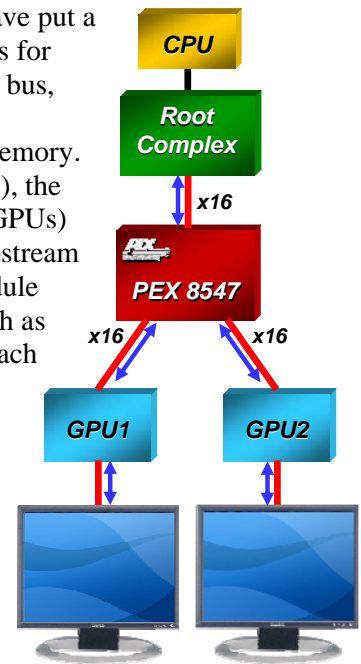 ave put a
s for
bus,
emory.
), the
GPUs)
stream
dule
h as
ach
CPU
Root
Complex
x16
PEX
PEX 8547
x16
x16
GPU1
GPU2